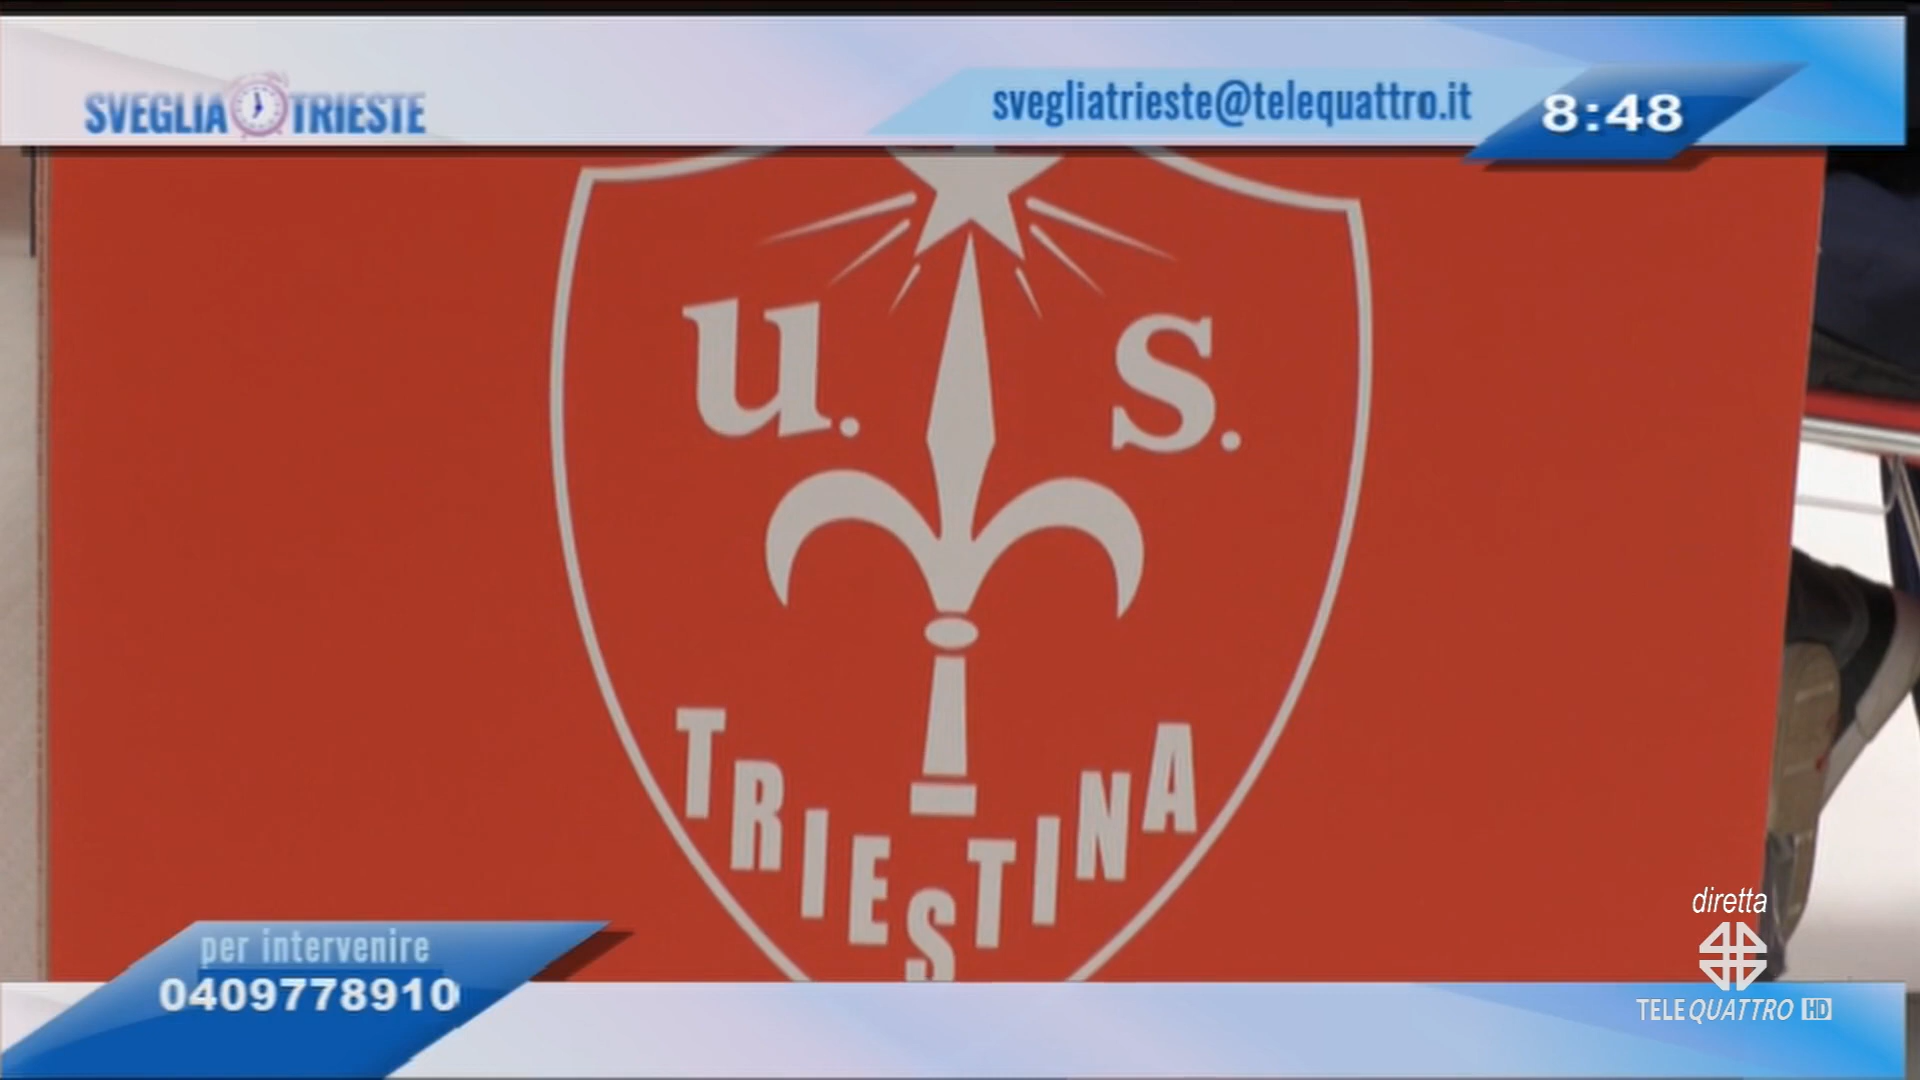 SVEGLIA TRIESTE
svegliatrieste@telequattro.it
8:48
u. s.
TRIESTINA
diretta
per intervenire
0409778910
TELEQUATTRO HD